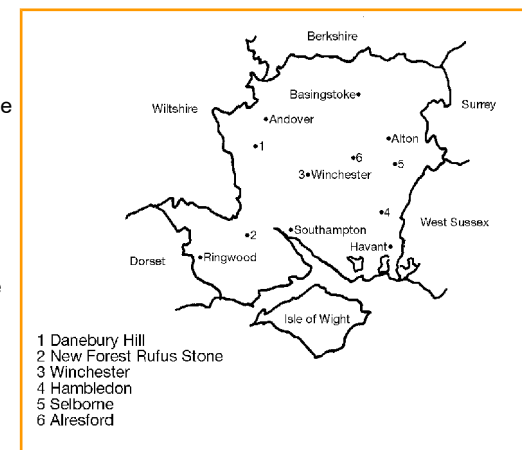 e
e
Berkshire
Basingstoke
Wiltshire
Surrey
Andover
Alton
1
6
5
3 Winchester
4
West Sussex
Southampton
2
Havant
Dorset
Ringwood
Isle of Wight
1 Danebury Hill
2 New Forest Rufus Stone
3 Winchester
4 Hambledon
5 Selborne
6 Alresford